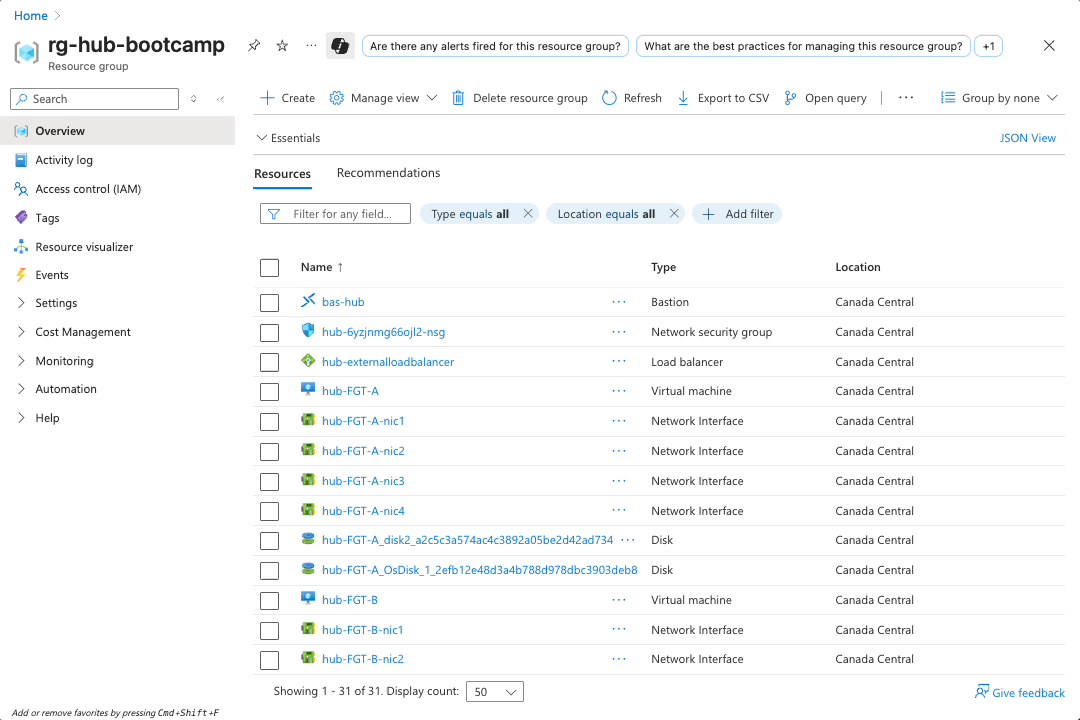 Home
rg-hub-bootcamp
Resource group
Are there any alerts fired for this resource group?
What are the best practices for managing this resource group?
+1
Search
Create
Manage view
Delete resource group
Refresh
Export to CSV
Open query
Group by none
Overview
Activity log
Access control (IAM)
Tags
Resource visualizer
Events
Settings
Cost Management
Monitoring
Automation
Help
Essentials
JSON View
Resources Recommendations
Filter for any field...
Type equals all
Location equals all
Add filter
Name ↑ Type Location
bas-hub ··· Bastion Canada Central
hub-6yzjnmg66ojl2-nsg ··· Network security group Canada Central
hub-externalloadbalancer ··· Load balancer Canada Central
hub-FGT-A ··· Virtual machine Canada Central
hub-FGT-A-nic1 ··· Network Interface Canada Central
hub-FGT-A-nic2 ··· Network Interface Canada Central
hub-FGT-A-nic3 ··· Network Interface Canada Central
hub-FGT-A-nic4 ··· Network Interface Canada Central
hub-FGT-A_disk2_a2c5c3a574ac4c3892a05be2d42ad734 ··· Disk Canada Central
hub-FGT-A_OsDisk_1_2efb12e48d3a4b788d978dbc3903deb8 Disk Canada Central
hub-FGT-B ··· Virtual machine Canada Central
hub-FGT-B-nic1 ··· Network Interface Canada Central
hub-FGT-B-nic2 ··· Network Interface Canada Central
Showing 1 - 31 of 31. Display count: 50
Give feedback
Add or remove favorites by pressing Cmd+Shift+F